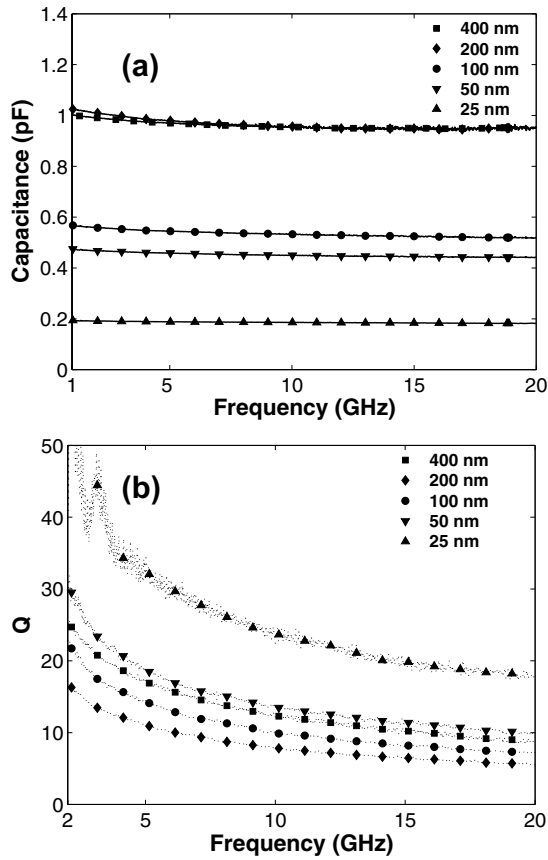 (a)
400 nm
200 nm
100 nm
50 nm
25 nm
Capacitance (pF)
1.4
1.2
1
0.8
0.6
0.4
0.2
0
1 5 10 15 20
Frequency (GHz)
(b)
400 nm
200 nm
100 nm
50 nm
25 nm
Q
50
40
30
20
10
0
2 5 10 15 20
Frequency (GHz)